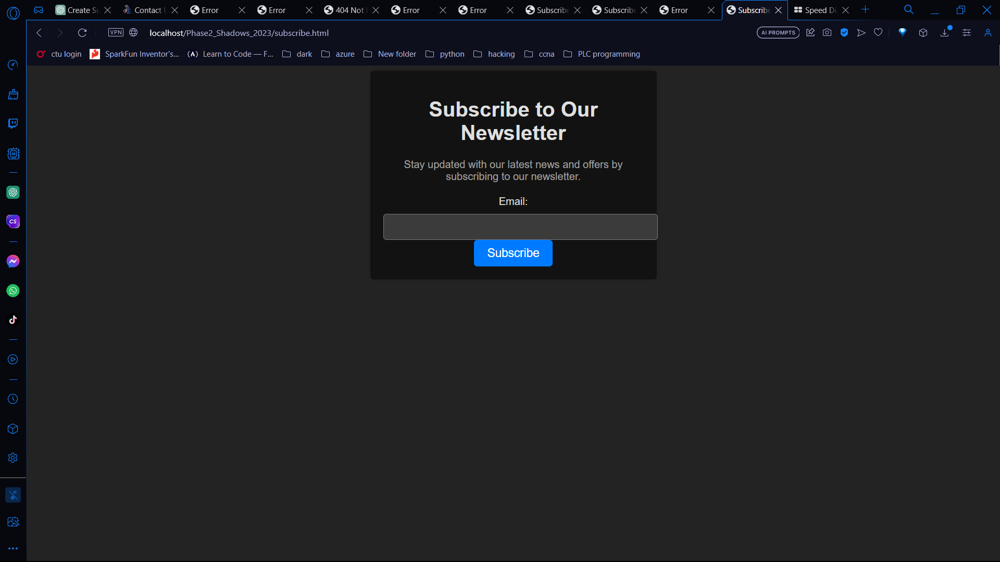 Create Su
Contact U
Error
Error
404 Not F
Error
Error
Subscribe
Subscribe
Error
Subscribe
Speed Di
VPN
localhost/Phase2_Shadows_2023/subscribe.html
AI PROMPTS
ctu login
SparkFun Inventor's...
Learn to Code — F...
dark
azure
New folder
python
hacking
ccna
PLC programming
Subscribe to Our
Newsletter
Stay updated with our latest news and offers by
subscribing to our newsletter.
Email:
Subscribe
CS